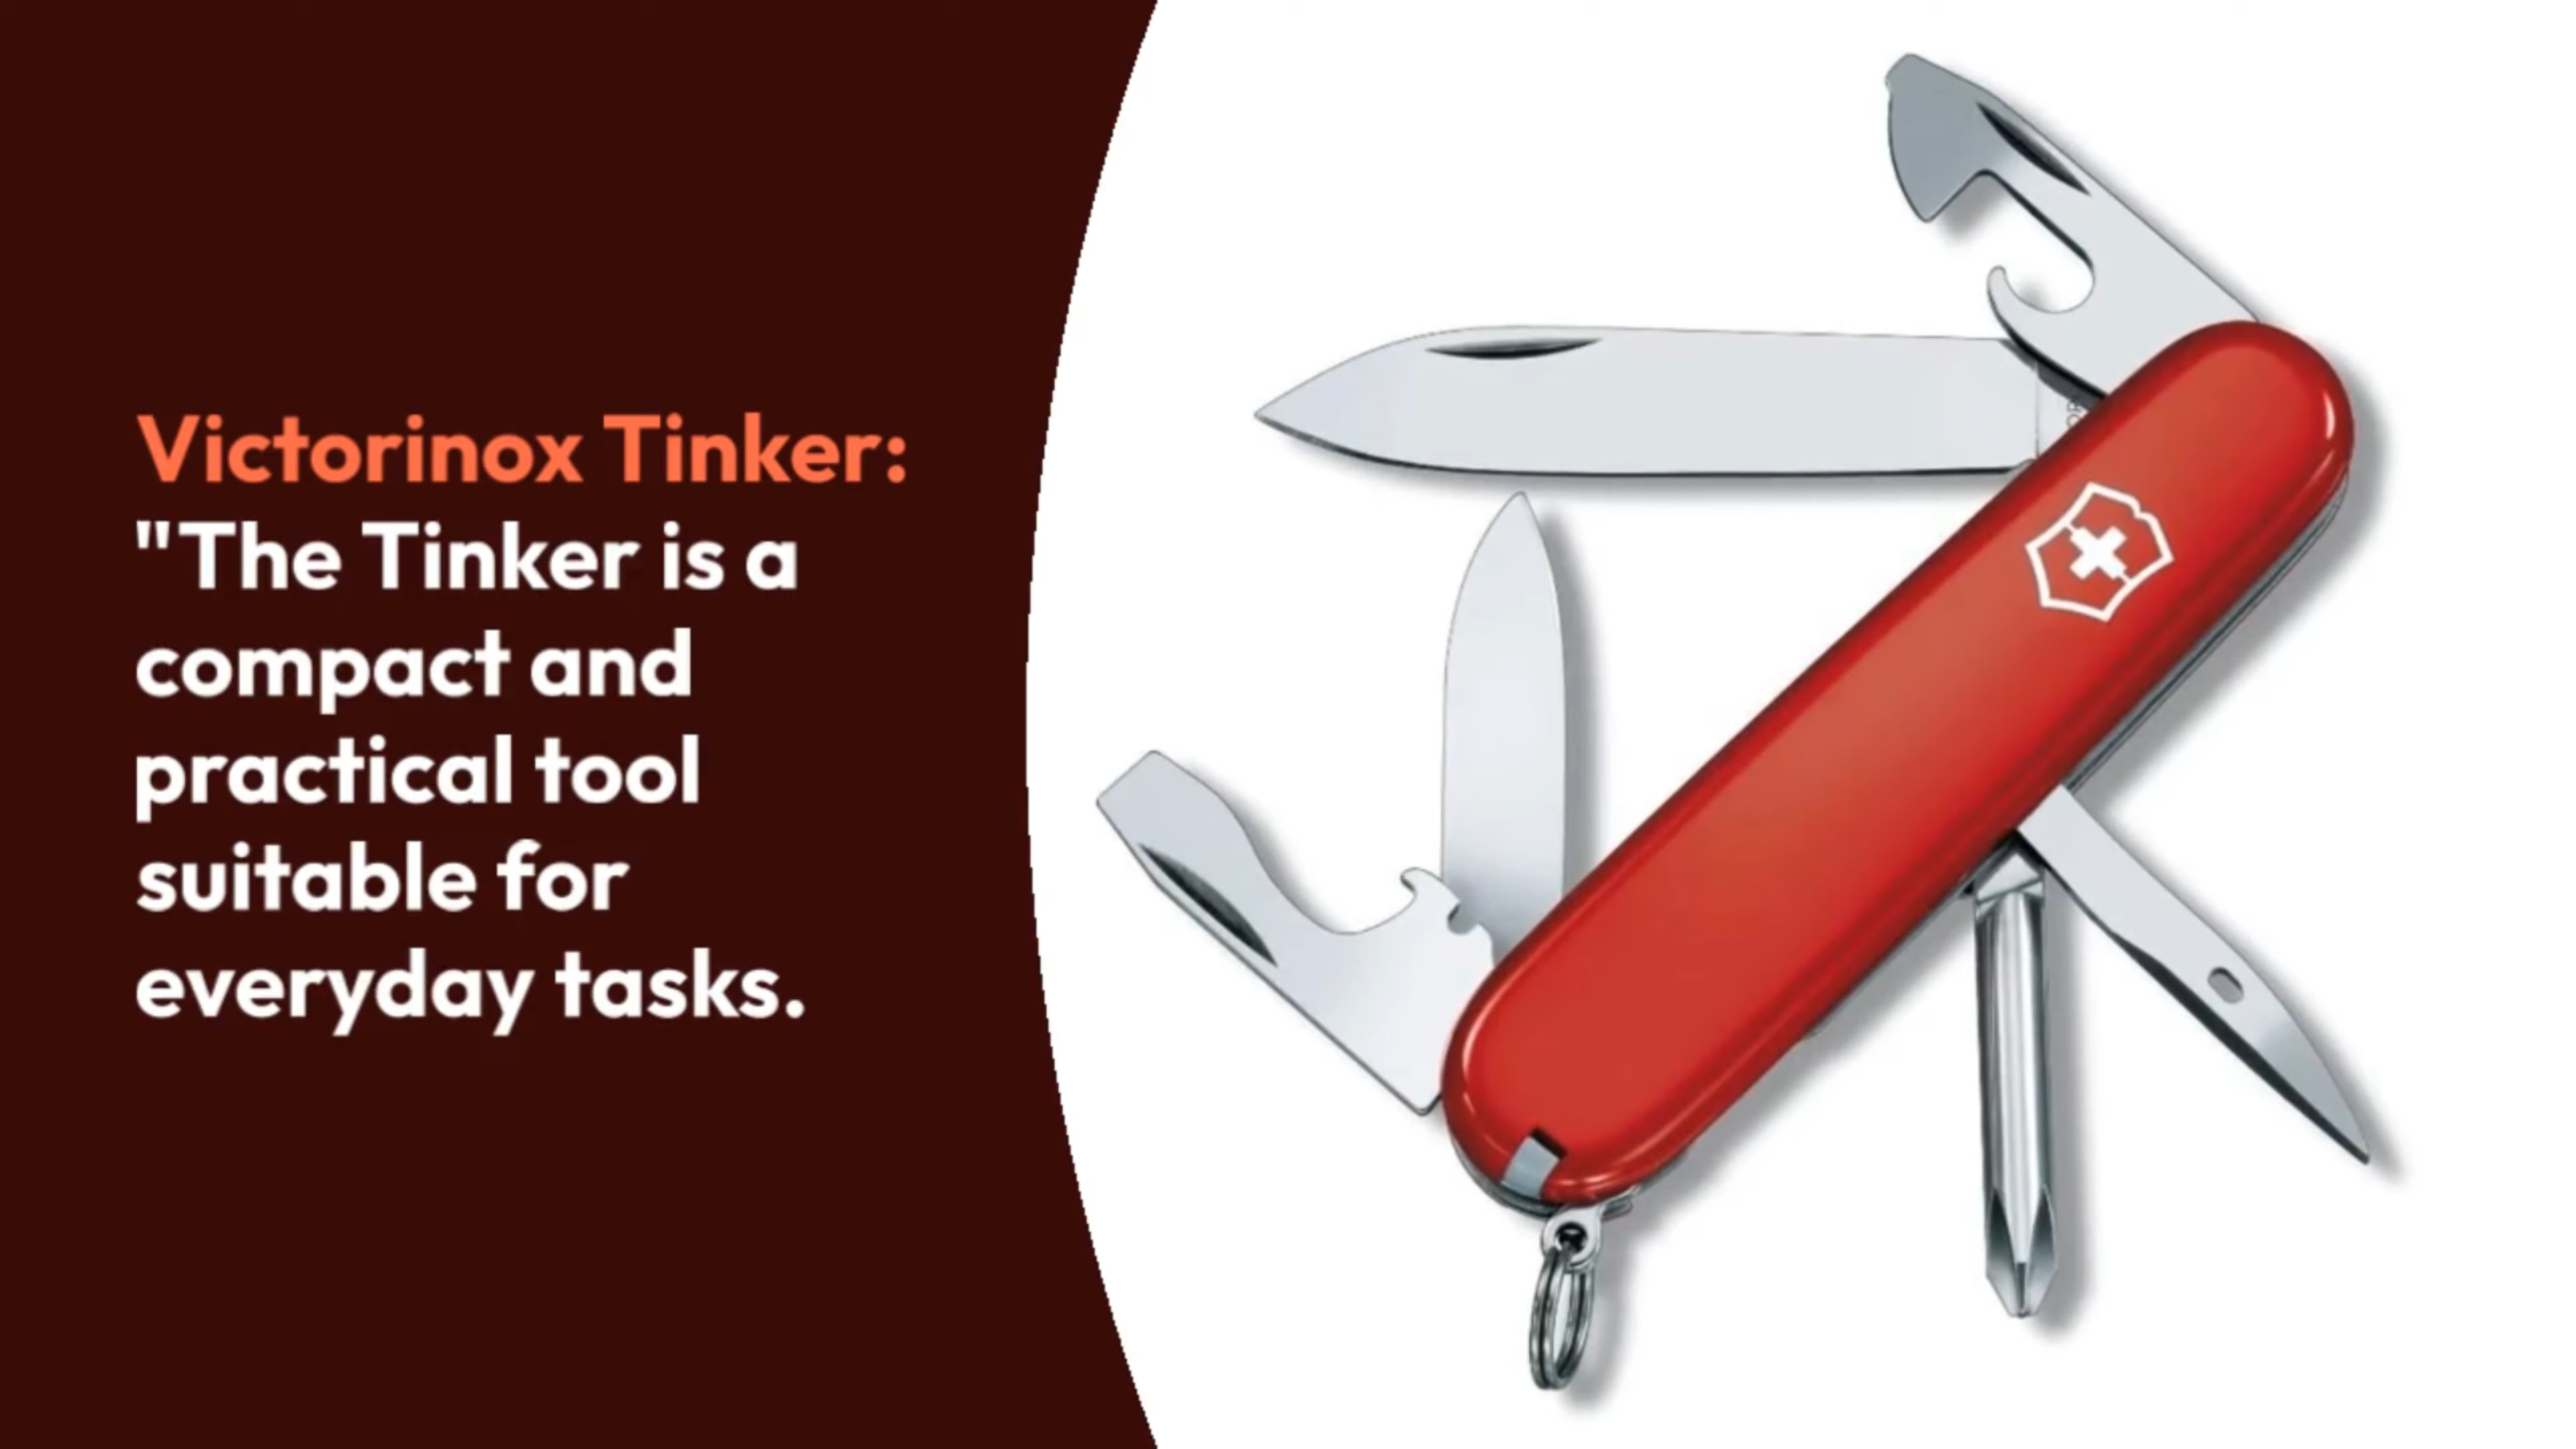 Victorinox Tinker:
"The Tinker is a
compact and
practical tool
suitable for
everyday tasks.